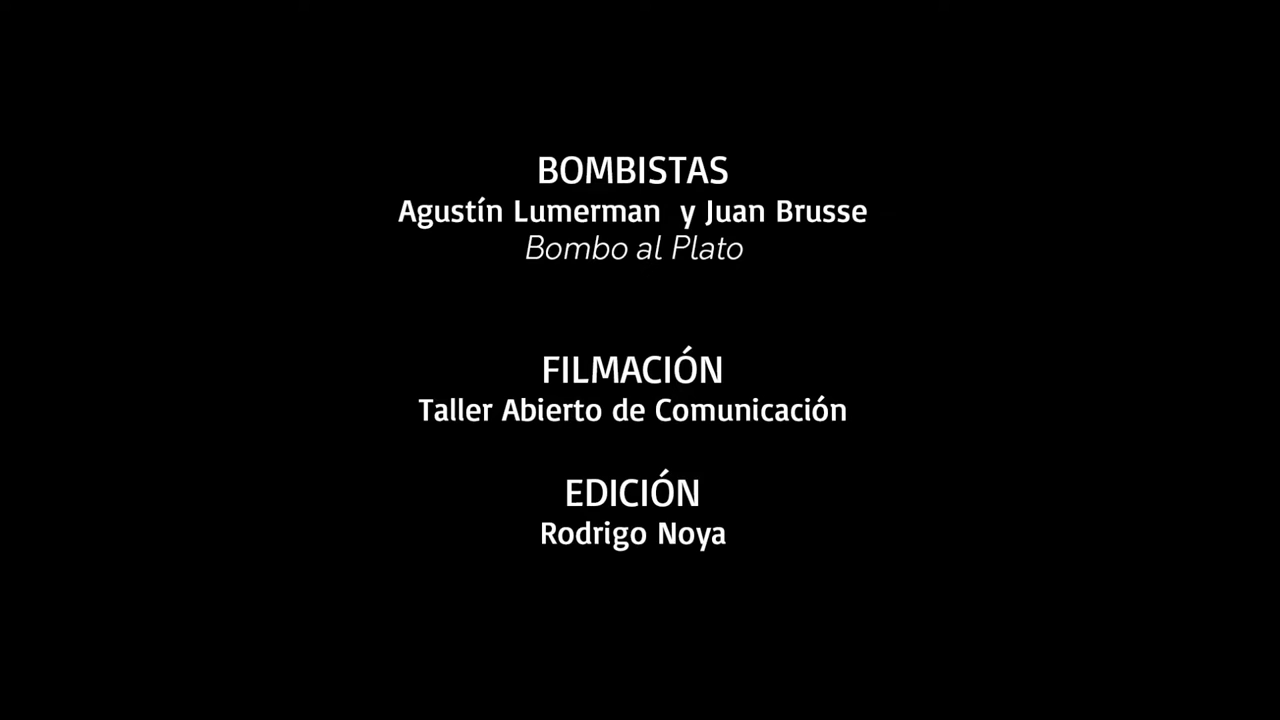 BOMBISTAS
Agustín Lumerman  y Juan Brusse
Bombo al Plato
FILMACIÓN
Taller Abierto de Comunicación
EDICIÓN
Rodrigo Noya